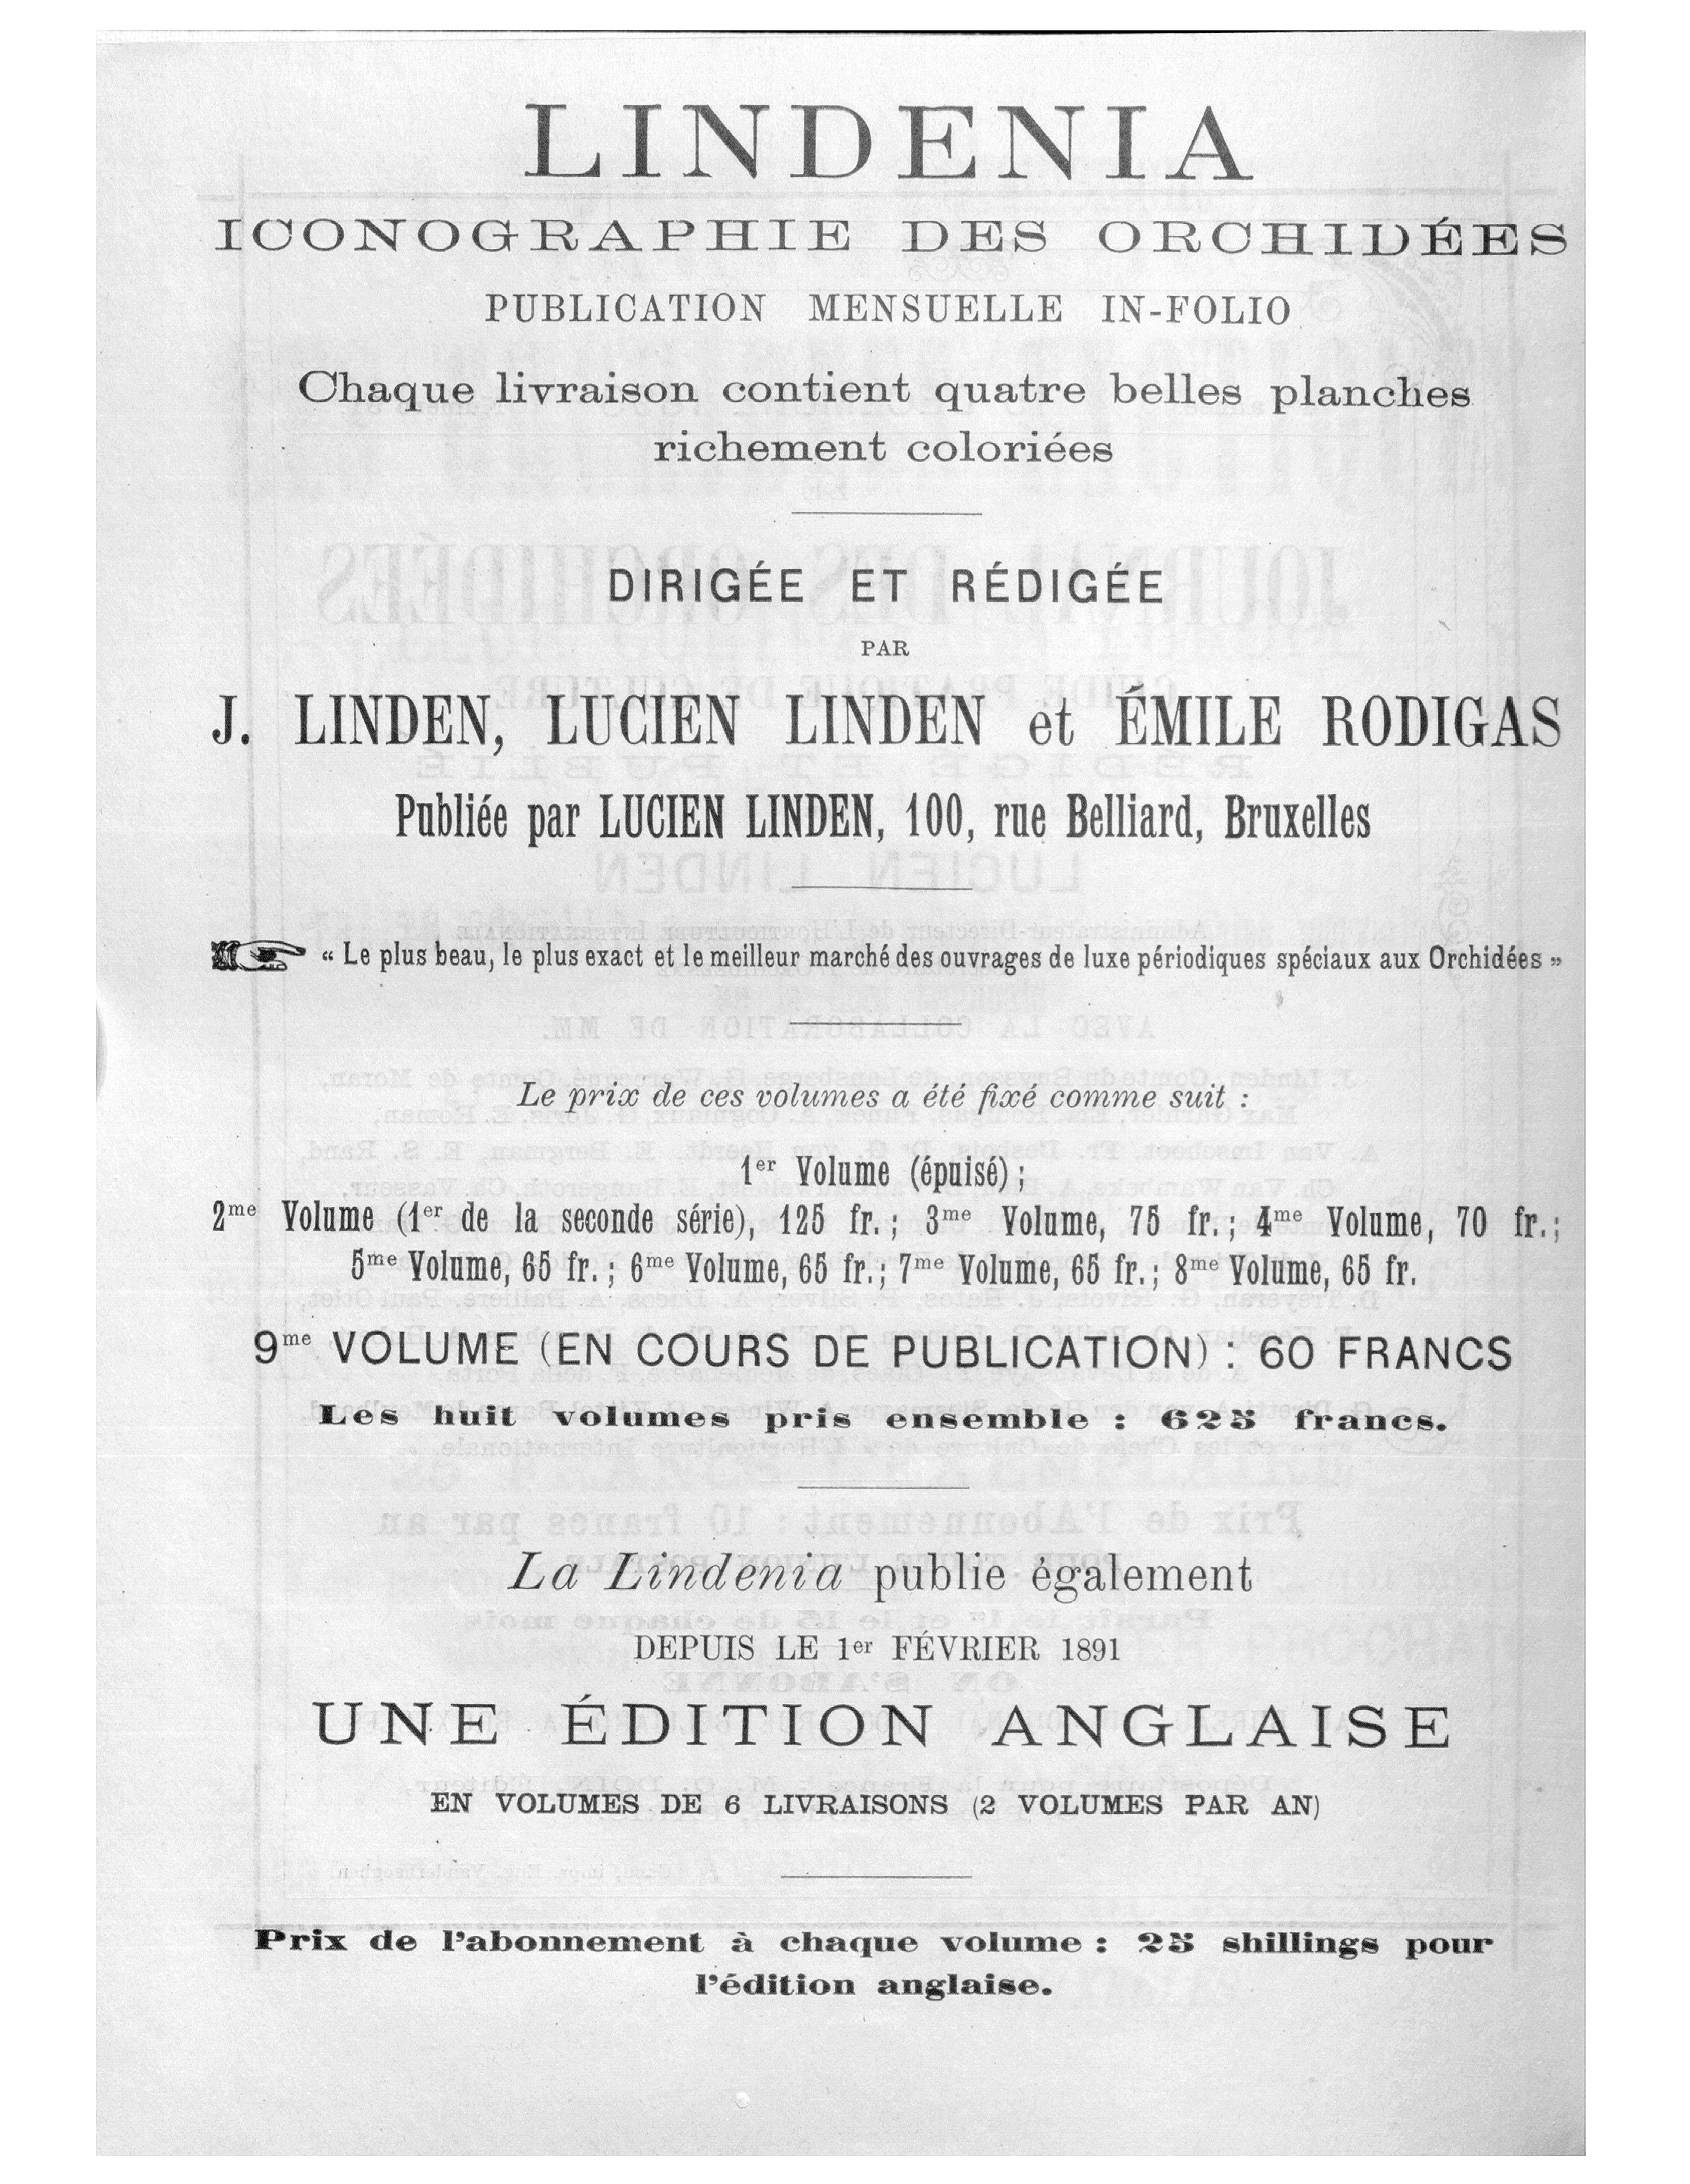 LINDENIA
ICONOGRAPHIE DES ORCHIDÉES
PUBLICATION MENSUELLE IN-FOLIO
Chaque livraison contient quatre belles planches
richement coloriées
DIRIGÉE ET RÉDIGÉE
PAR
J. LINDEN, LUCIEN LINDEN et ÉMILE RODIGAS
Publiée par LUCIEN LINDEN, 100, rue Belliard, Bruxelles
« Le plus beau, le plus exact et le meilleur marché des ouvrages de luxe périodiques spéciaux aux Orchidées »
Le prix de ces volumes a été fixé comme suit :
1er Volume (épuisé) ;
2me Volume (1er de la seconde série), 125 fr. ; 3me Volume, 75 fr. ; 4me Volume, 70 fr. ;
5me Volume, 65 fr. ; 6me Volume, 65 fr. ; 7me Volume, 65 fr. ; 8me Volume, 65 fr.
9me VOLUME (EN COURS DE PUBLICATION) : 60 FRANCS
Les huit volumes pris ensemble : 625 francs.
La Lindenia publie également
DEPUIS LE 1er FÉVRIER 1891
UNE ÉDITION ANGLAISE
EN VOLUMES DE 6 LIVRAISONS (2 VOLUMES PAR AN)
Prix de l'abonnement à chaque volume : 25 shillings pour
l'édition anglaise.